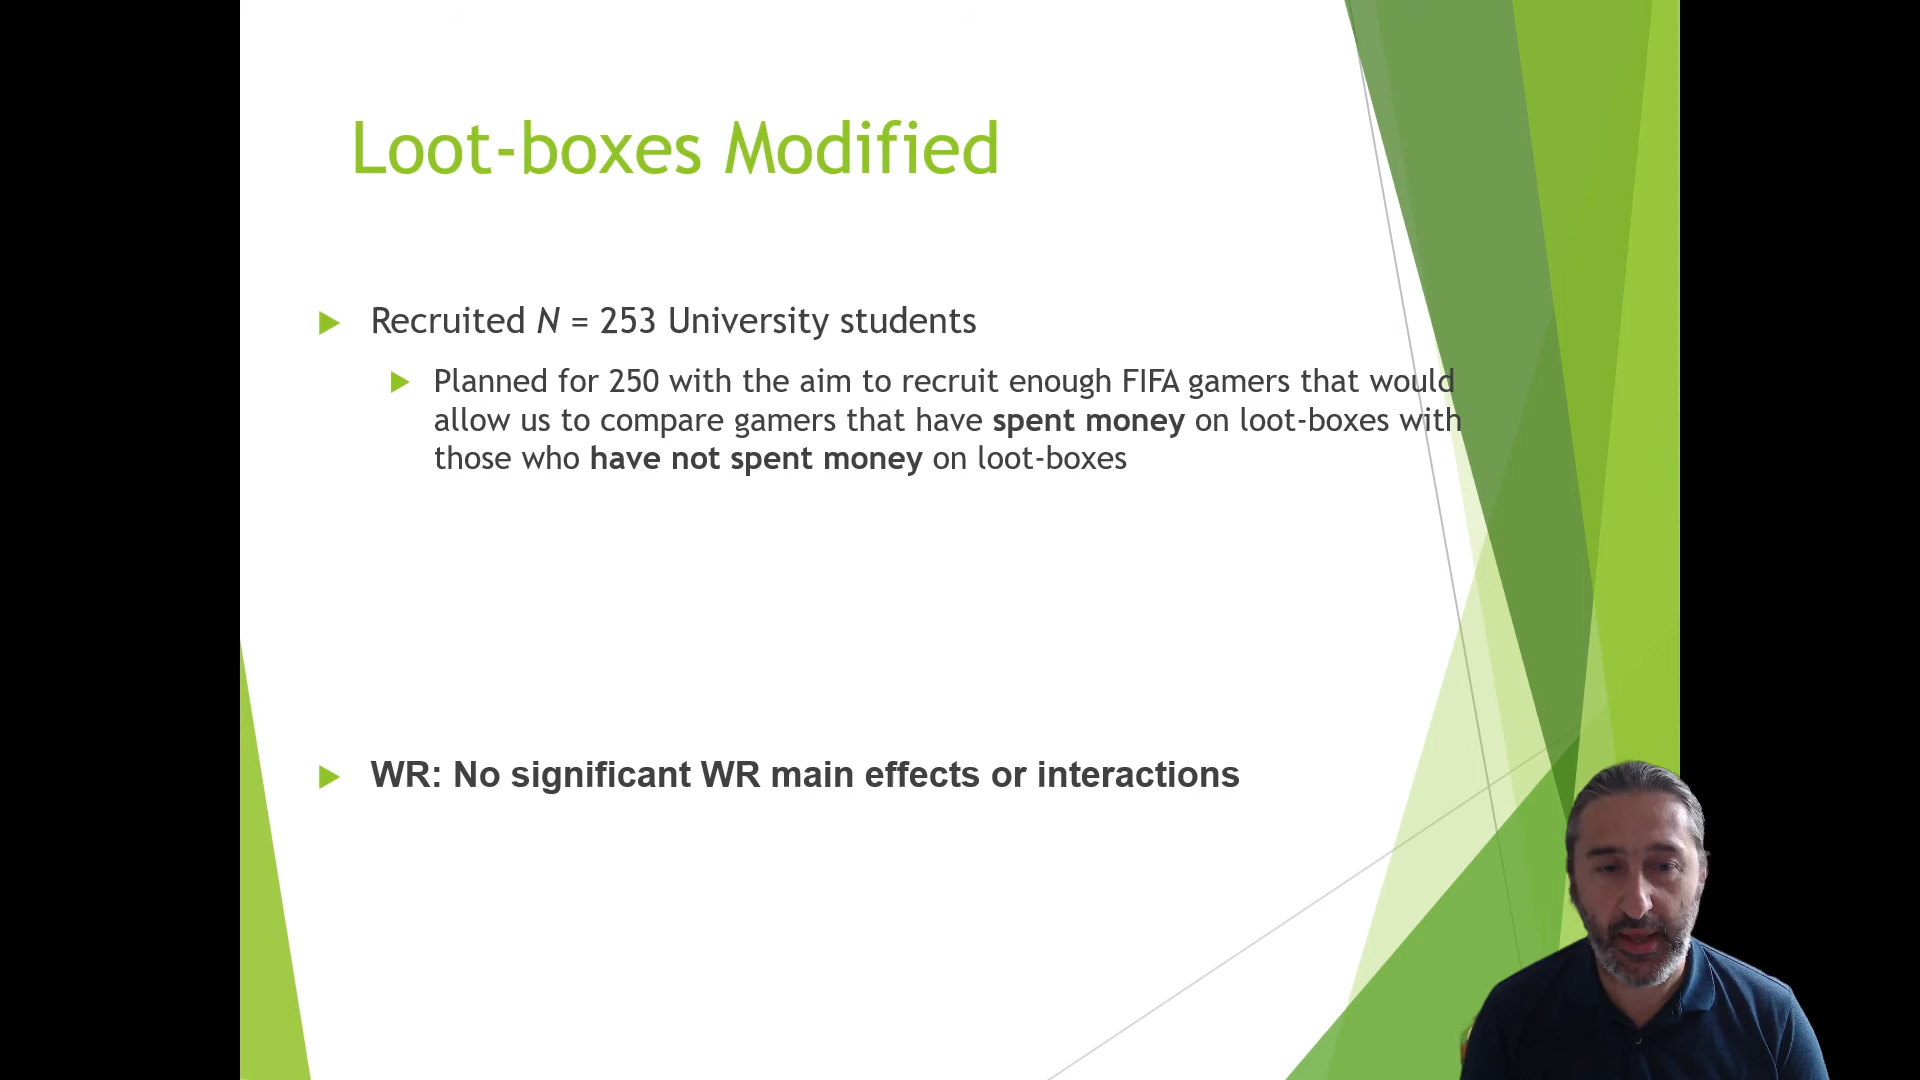 Loot-boxes Modified
Recruited N = 253 University students
Planned for 250 with the aim to recruit enough FIFA gamers that would
allow us to compare gamers that have spent money on loot-boxes with
those who have not spent money on loot-boxes
WR: No significant WR main effects or interactions